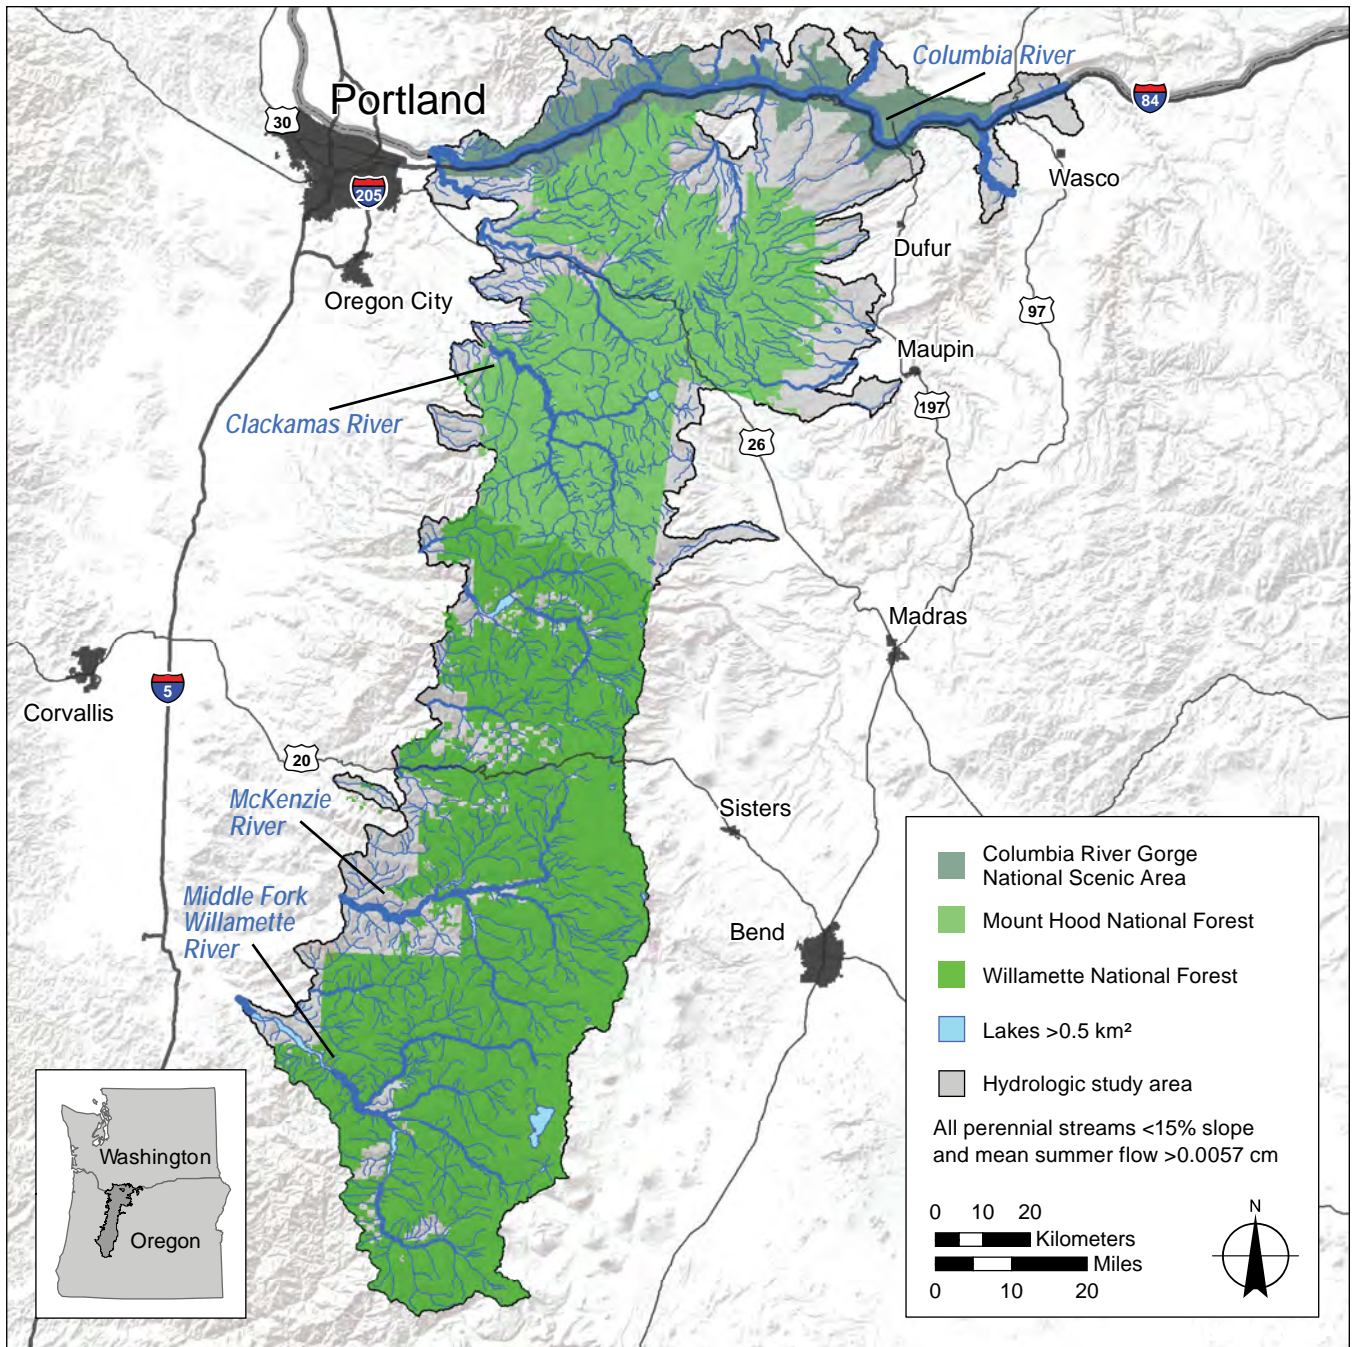 Columbia River
Portland
30
84
205
Wasco
Dufur
Oregon City
97
Maupin
197
Clackamas River
26
Madras
5
Corvallis
20
McKenzie
River
Sisters
Middle Fork
Willamette
River
Bend
Columbia River Gorge
National Scenic Area
Mount Hood National Forest
Willamette National Forest
Lakes >0.5 km²
Hydrologic study area
All perennial streams <15% slope
and mean summer flow >0.0057 cm
0 10 20
Kilometers
Miles
0 10 20
N
Washington
Oregon